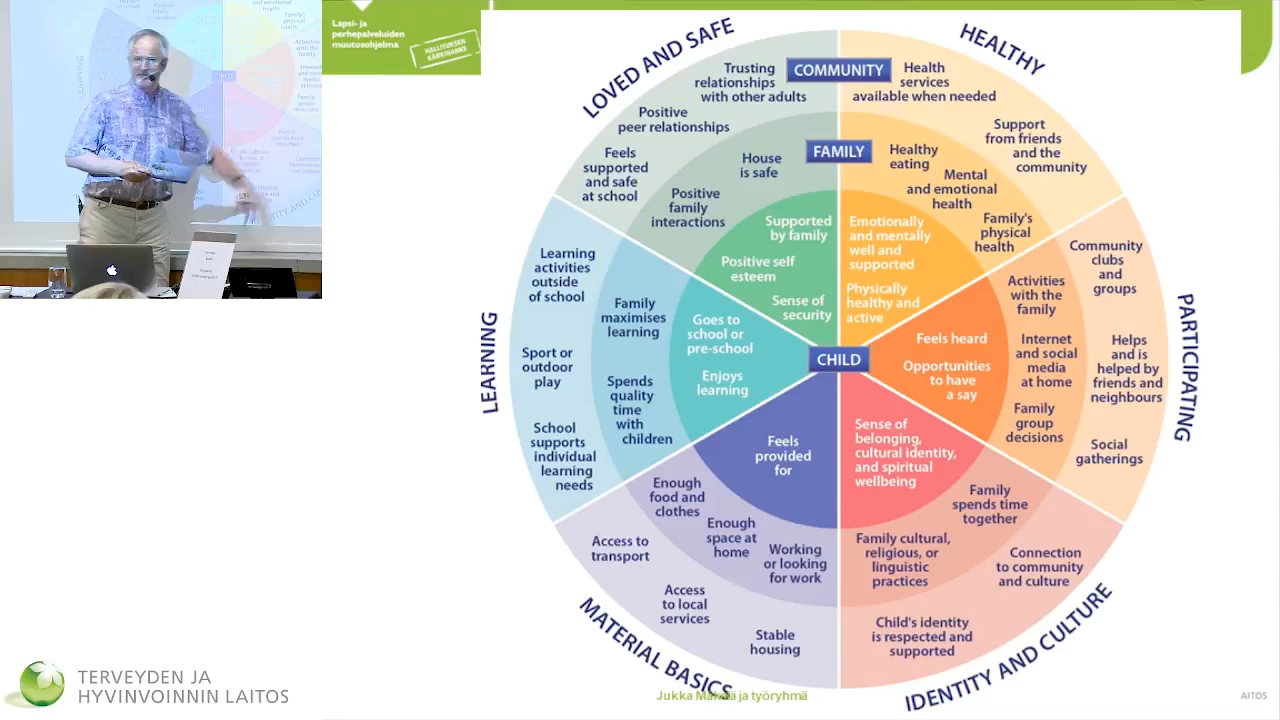 Lapsi- ja
perhepalveluiden
muutosohjelma
HALLITUKSEN
KÄRKIHANKE
LOVED AND SAFE
HEALTHY
PARTICIPATING
IDENTITY AND CULTURE
MATERIAL BASICS
LEARNING
COMMUNITY
FAMILY
CHILD
Trusting
relationships
with other adults
Positive
peer relationships
Feels
supported
and safe
at school
House
is safe
Positive
family
interactions
Supported
by family
Positive self
esteem
Sense of
security
Health
services
available when needed
Support
from friends
and the
community
Healthy
eating
Mental
and emotional
health
Family's
physical
health
Emotionally
and mentally
well and
supported
Physically
healthy and
active
Community
clubs
and
groups
Helps
and is
helped by
friends and
neighbours
Social
gatherings
Activities
with the
family
Internet
and social
media
at home
Family
group
decisions
Feels heard
Opportunities
to have
a say
Sense of
belonging,
cultural identity,
and spiritual
wellbeing
Family
spends time
together
Family cultural,
religious, or
linguistic
practices
Connection
to community
and culture
Child's identity
is respected and
supported
Feels
provided
for
Enough
food and
clothes
Enough
space at
home
Working
or looking
for work
Access to
transport
Access
to local
services
Stable
housing
Goes to
school or
pre-school
Enjoys
learning
Family
maximises
learning
Spends
quality
time
with
children
Learning
activities
outside
of school
Sport or
outdoor
play
School
supports
individual
learning
needs
TERVEYDEN JA
HYVINVOINNIN LAITOS
Jukka Mäkelä ja työryhmä
AITOS